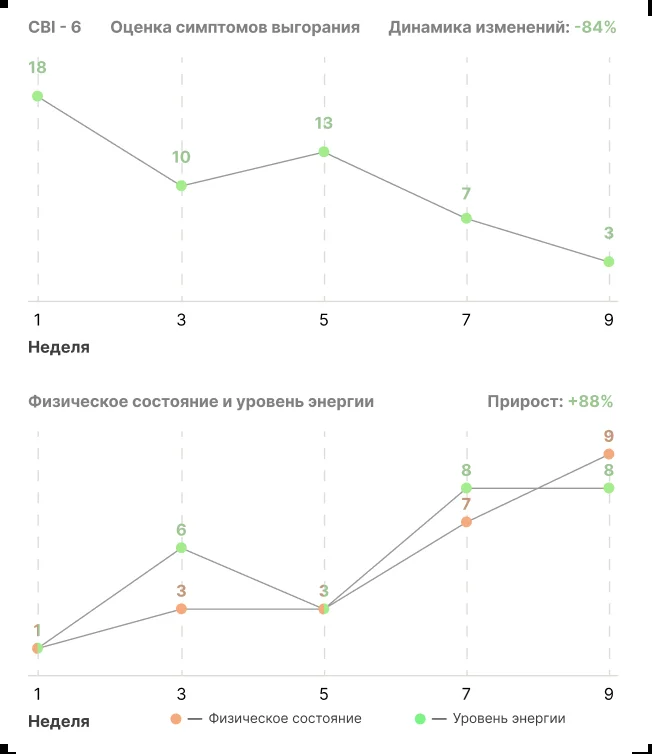 CBI - 6 Оценка симптомов выгорания Динамика изменений: -84%
18
13
10
7
3
1 3 5 7 9
Неделя
Физическое состояние и уровень энергии Прирост: +88%
9
8 8
7
6
3 3
1
1 3 5 7 9
Неделя — Физическое состояние — Уровень энергии